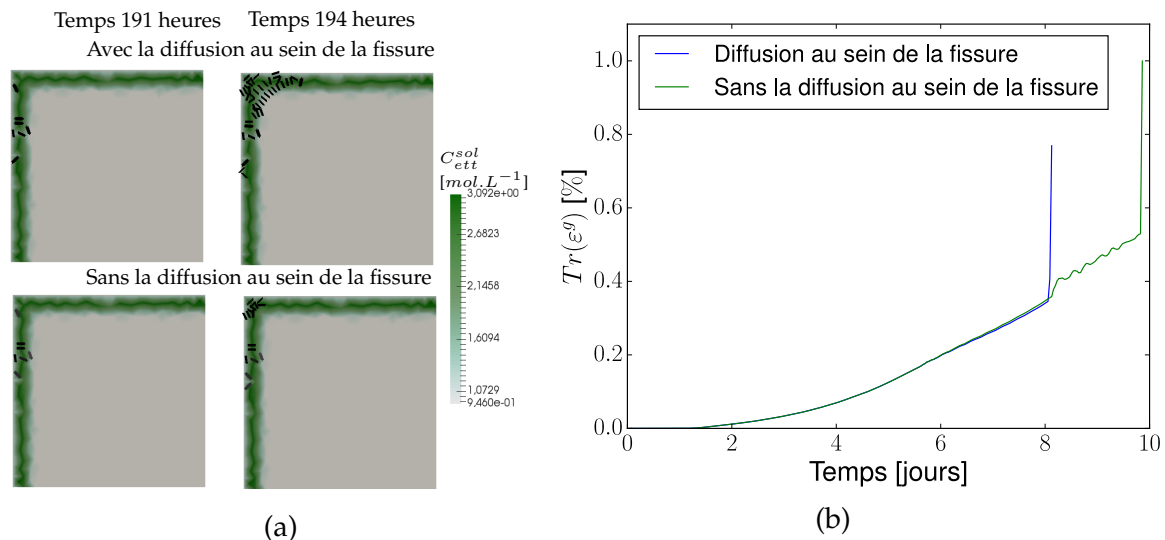 Temps 191 heures Temps 194 heures
Avec la diffusion au sein de la fissure
C_{ett}^{sol}
[mol.L^{-1}]
3,092e+00
2,6823
2,1458
1,6094
1,0729
9,460e-01
Sans la diffusion au sein de la fissure
(a)
Diffusion au sein de la fissure
Sans la diffusion au sein de la fissure
1.0
0.8
0.6
0.4
0.2
0.0
Tr(ε^g) [%]
0 2 4 6 8 10
Temps [jours]
(b)